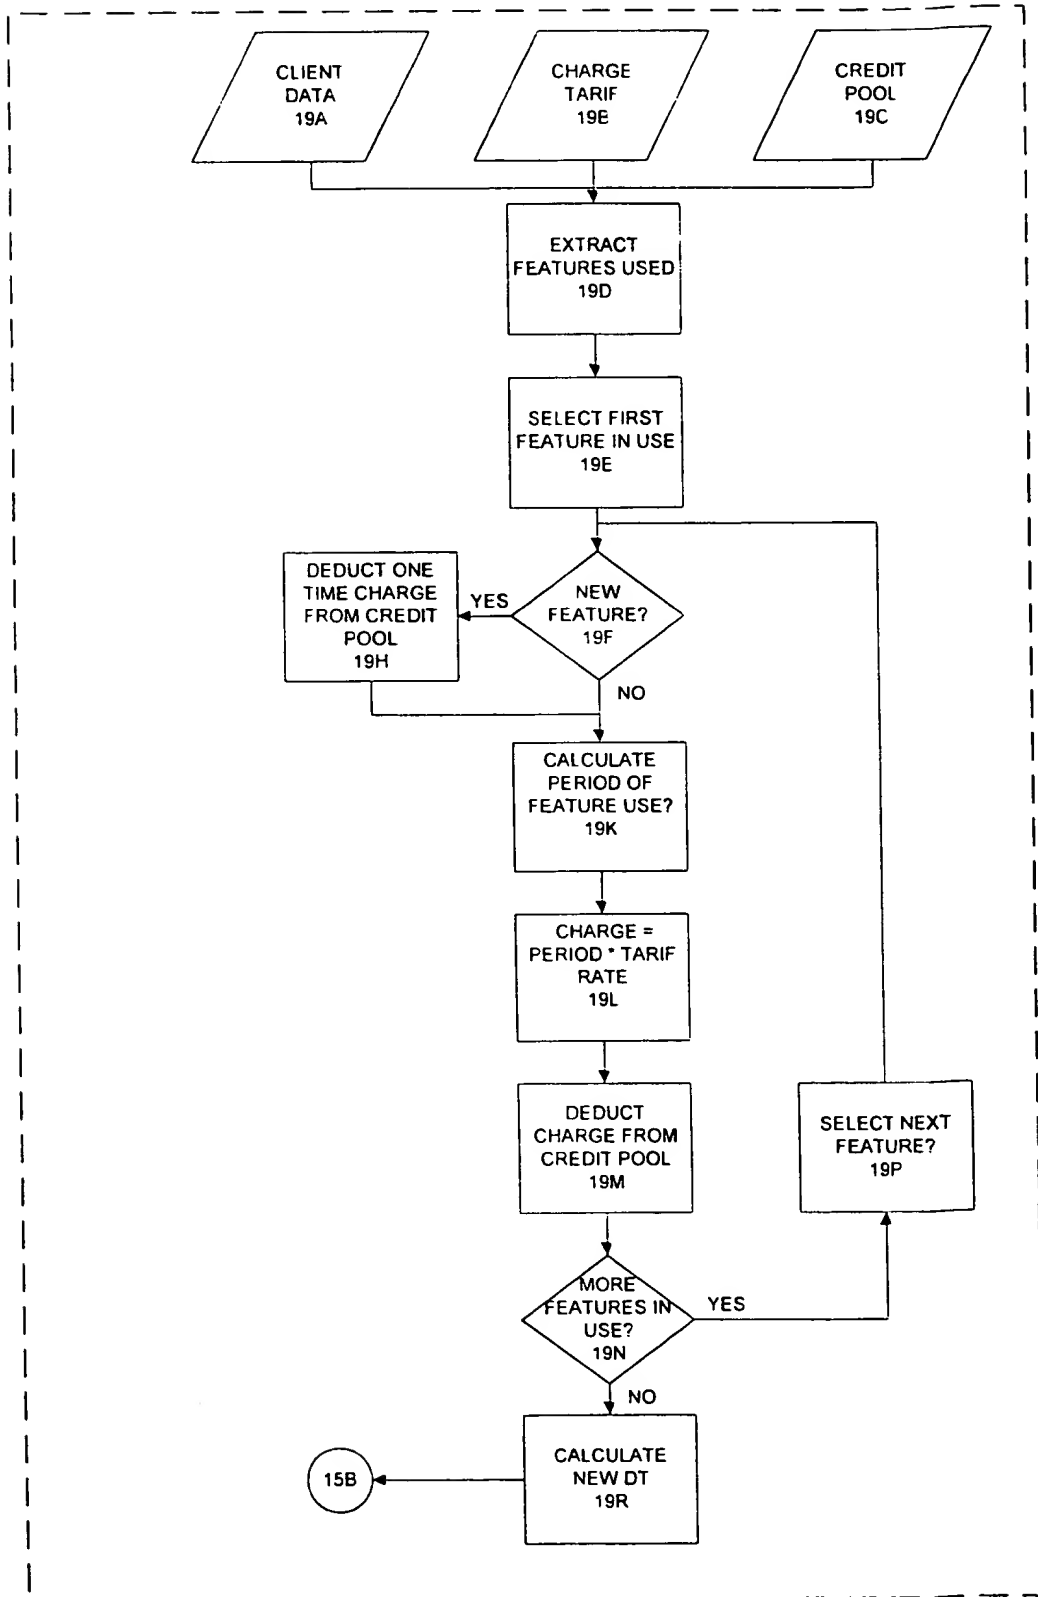 CLIENT
DATA
19A
CHARGE
TARIF
19B
CREDIT
POOL
19C
EXTRACT
FEATURES USED
19D
SELECT FIRST
FEATURE IN USE
19E
DEDUCT ONE
TIME CHARGE
FROM CREDIT
POOL
19H
YES
NEW
FEATURE?
19F
NO
CALCULATE
PERIOD OF
FEATURE USE?
19K
CHARGE =
PERIOD * TARIF
RATE
19L
DEDUCT
CHARGE FROM
CREDIT POOL
19M
SELECT NEXT
FEATURE?
19P
MORE
FEATURES IN
USE?
19N
YES
NO
CALCULATE
NEW DT
19R
15B